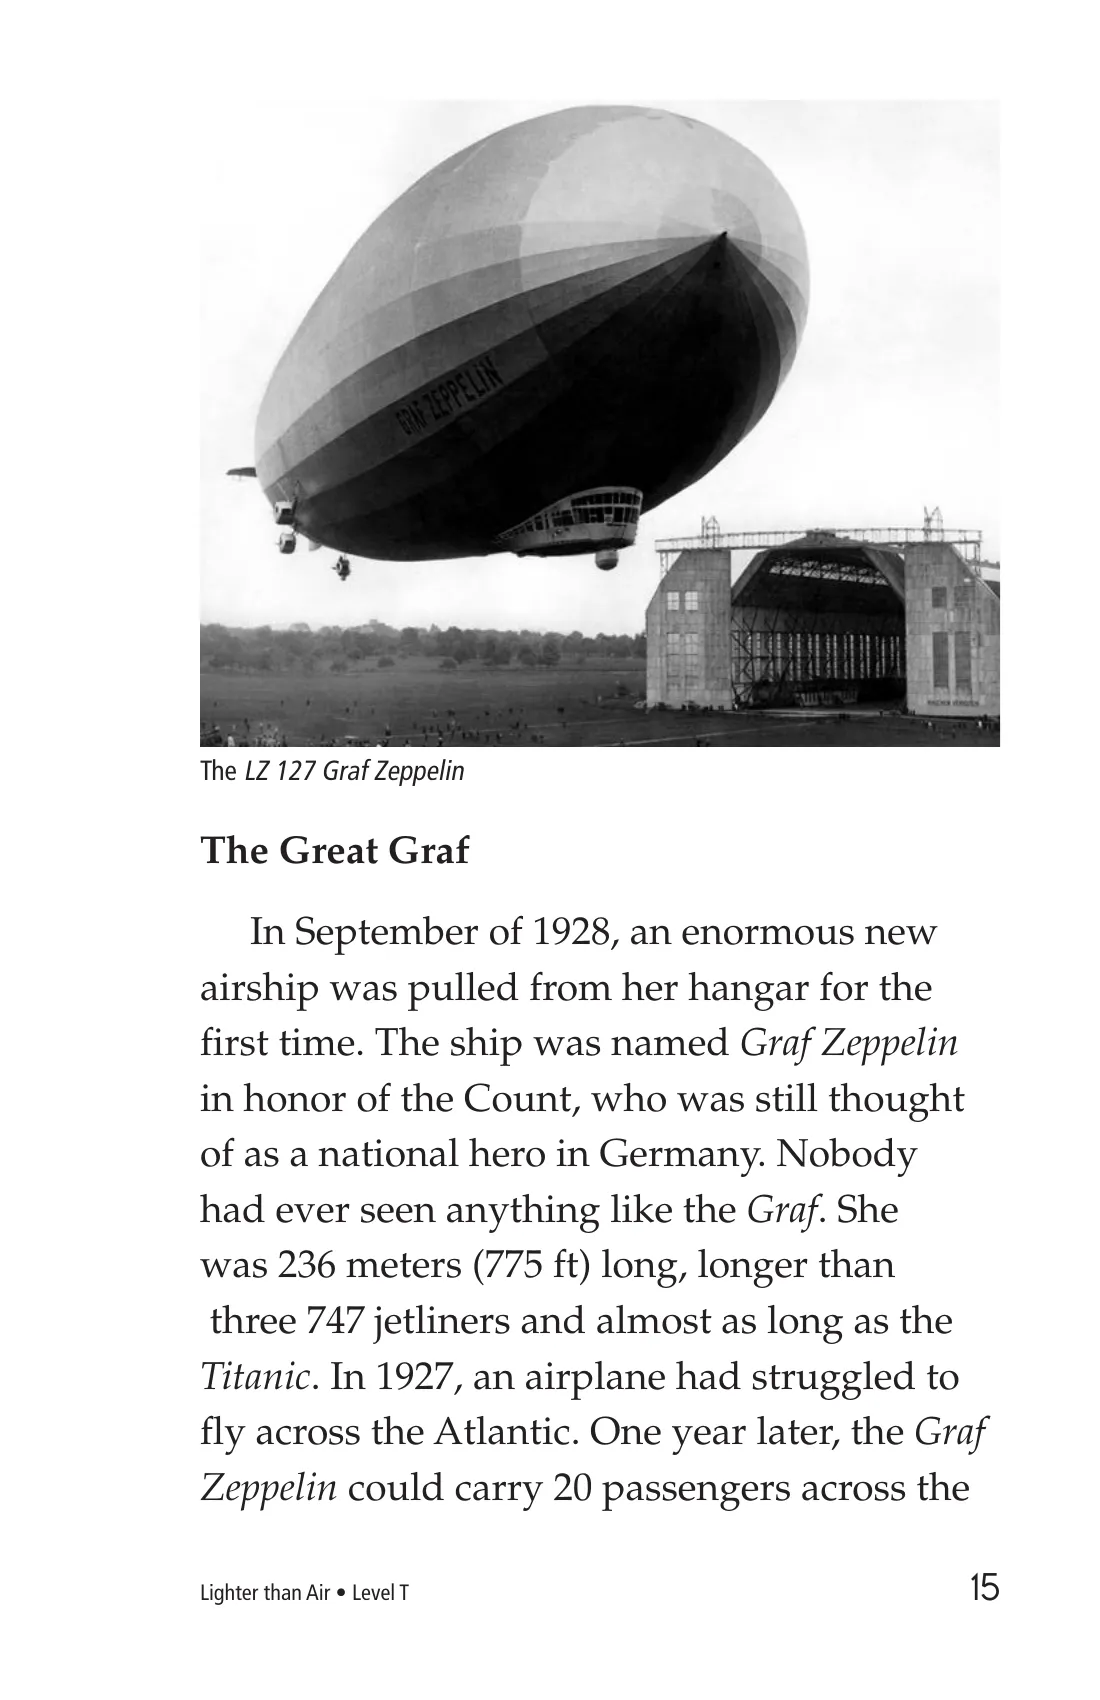 GRAF ZEPPELIN
The LZ 127 Graf Zeppelin
The Great Graf
In September of 1928, an enormous new
airship was pulled from her hangar for the
first time. The ship was named Graf Zeppelin
in honor of the Count, who was still thought
of as a national hero in Germany. Nobody
had ever seen anything like the Graf. She
was 236 meters (775 ft) long, longer than
three 747 jetliners and almost as long as the
Titanic. In 1927, an airplane had struggled to
fly across the Atlantic. One year later, the Graf
Zeppelin could carry 20 passengers across the
Lighter than Air • Level T
15